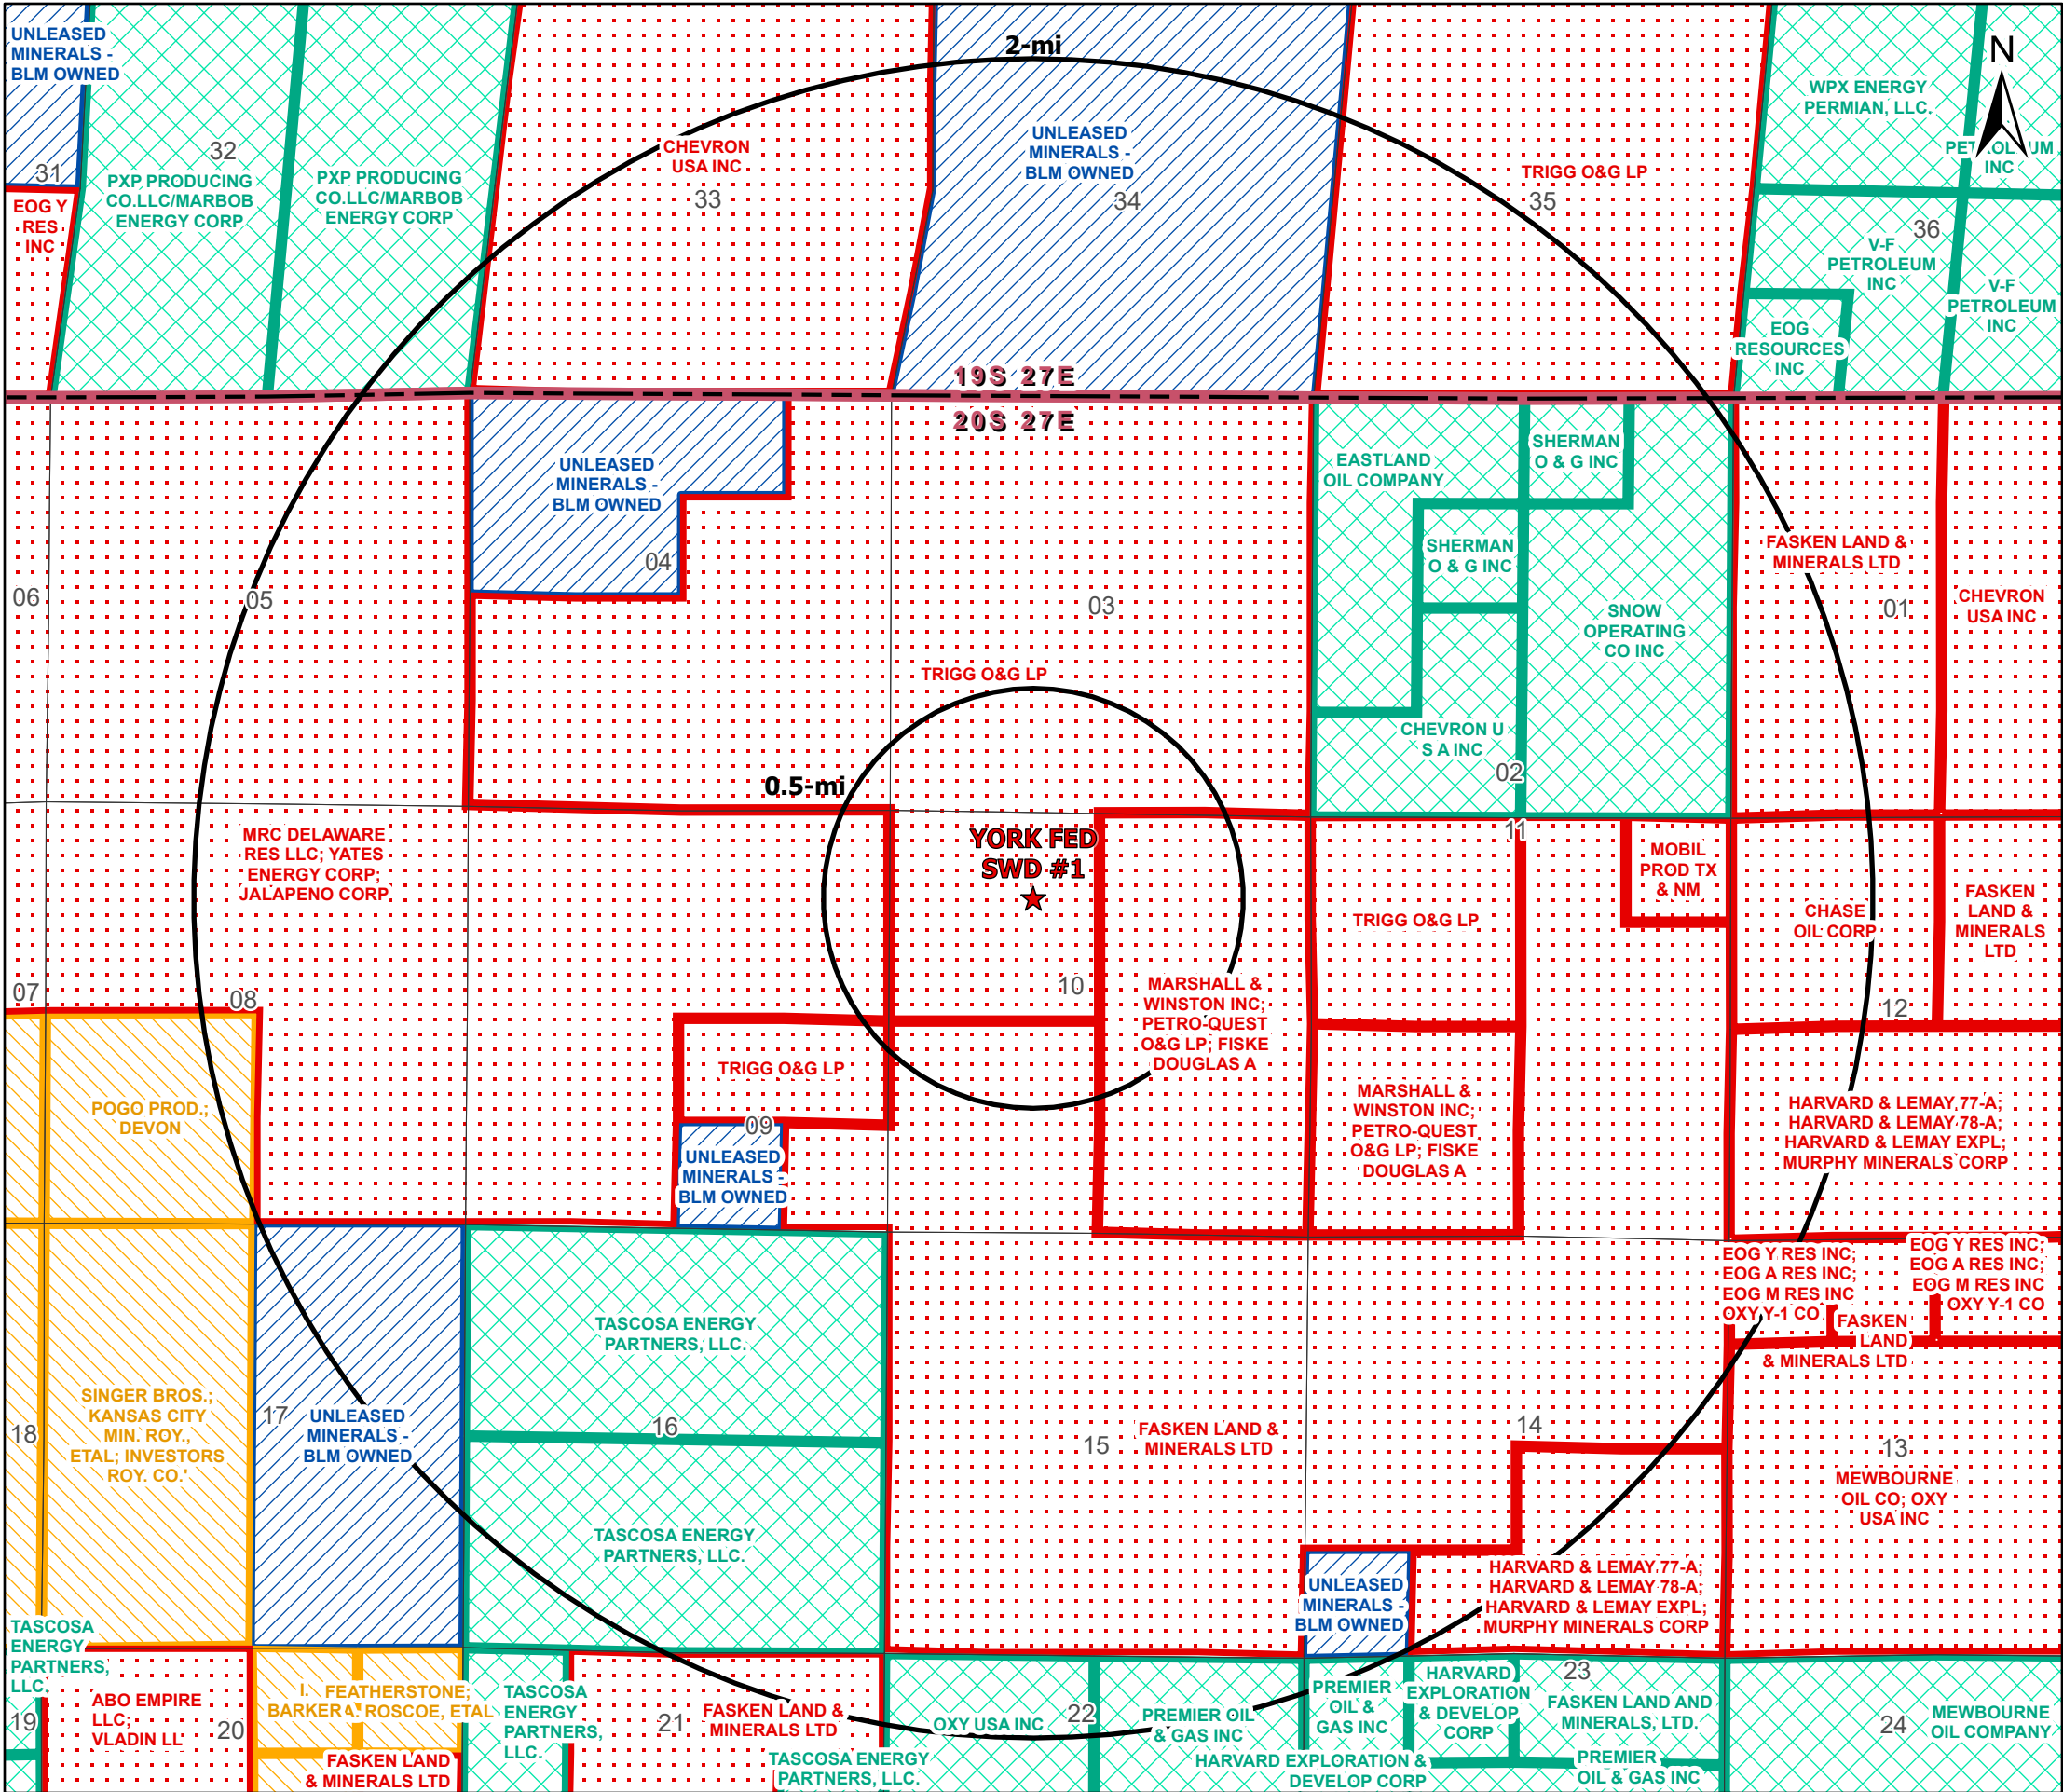 2-mi
N
UNLEASED
MINERALS -
BLM OWNED
31
EOG Y
RES
INC
32
PXP PRODUCING
CO.LLC/MARBOB
ENERGY CORP
PXP PRODUCING
CO.LLC/MARBOB
ENERGY CORP
CHEVRON
USA INC
33
UNLEASED
MINERALS -
BLM OWNED
34
TRIGG O&G LP
35
WPX ENERGY
PERMIAN, LLC.
INC
36
V-F
PETROLEUM
INC
V-F
PETROLEUM
INC
EOG
RESOURCES
INC
19S 27E
20S 27E
06
05
UNLEASED
MINERALS -
BLM OWNED
04
03
TRIGG O&G LP
EASTLAND
OIL COMPANY
SHERMAN
O & G INC
SHERMAN
O & G INC
SNOW
OPERATING
CO INC
CHEVRON U
S A INC
02
FASKEN LAND &
MINERALS LTD
01
CHEVRON
USA INC
0.5-mi
YORK FED
SWD #1
MRC DELAWARE
RES LLC; YATES
ENERGY CORP;
JALAPENO CORP
07
08
10
MARSHALL &
WINSTON INC;
PETRO-QUEST
O&G LP; FISKE
DOUGLAS A
11
TRIGG O&G LP
MOBIL
PROD TX
& NM
CHASE
OIL CORP
FASKEN
LAND &
MINERALS
LTD
12
TRIGG O&G LP
09
UNLEASED
MINERALS -
BLM OWNED
POGO PROD.;
DEVON
MARSHALL &
WINSTON INC;
PETRO-QUEST
O&G LP; FISKE
DOUGLAS A
HARVARD & LEMAY 77-A;
HARVARD & LEMAY 78-A;
HARVARD & LEMAY EXPL;
MURPHY MINERALS CORP
EOG Y RES INC;
EOG A RES INC;
EOG M RES INC
OXY Y-1 CO
EOG Y RES INC;
EOG A RES INC;
EOG M RES INC
OXY Y-1 CO
FASKEN
LAND
& MINERALS LTD
18
SINGER BROS.;
KANSAS CITY
MIN. ROY.,
ETAL; INVESTORS
ROY. CO.'
17
UNLEASED
MINERALS -
BLM OWNED
TASCOSA ENERGY
PARTNERS, LLC.
16
TASCOSA ENERGY
PARTNERS, LLC.
15
FASKEN LAND &
MINERALS LTD
14
13
MEWBOURNE
OIL CO; OXY
USA INC
UNLEASED
MINERALS -
BLM OWNED
HARVARD & LEMAY 77-A;
HARVARD & LEMAY 78-A;
HARVARD & LEMAY EXPL;
MURPHY MINERALS CORP
TASCOSA
ENERGY
PARTNERS,
LLC.
19
ABO EMPIRE
LLC;
VLADIN LL
20
I.
BARKER
FEATHERSTONE;
A. ROSCOE, ETAL
FASKEN LAND
& MINERALS LTD
TASCOSA
ENERGY
PARTNERS,
LLC.
21
FASKEN LAND &
MINERALS LTD
TASCOSA ENERGY
PARTNERS, LLC.
OXY USA INC
22
PREMIER OIL
& GAS INC
HARVARD EXPLORATION &
DEVELOP CORP
PREMIER
OIL &
GAS INC
HARVARD
EXPLORATION
& DEVELOP
CORP
23
FASKEN LAND AND
MINERALS, LTD.
PREMIER
OIL & GAS INC
24
MEWBOURNE
OIL COMPANY